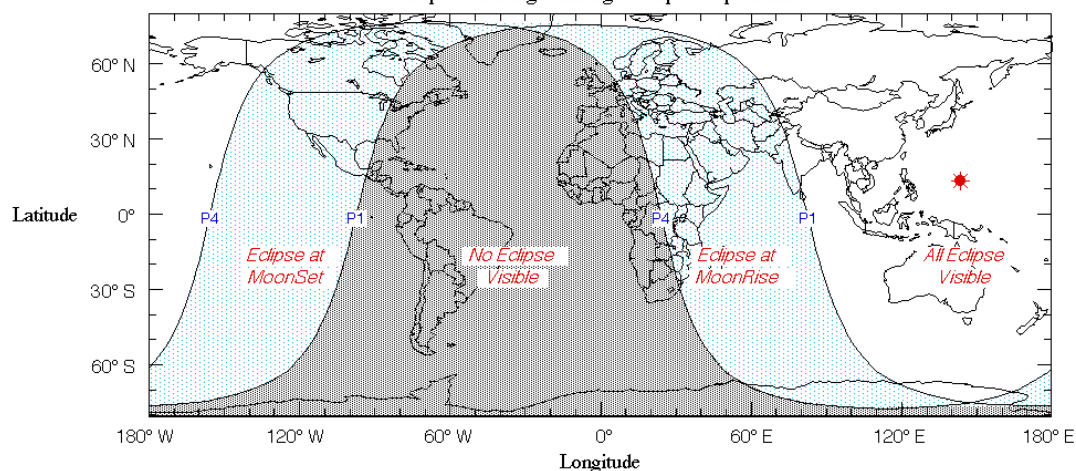 60° N
30° N
Latitude
0°
30° S
60° S
P4
P1
P4
P1
Eclipse at
MoonSet
No Eclipse
Visible
Eclipse at
MoonRise
All Eclipse
Visible
180° W
120° W
60° W
0°
60° E
120° E
180° E
Longitude